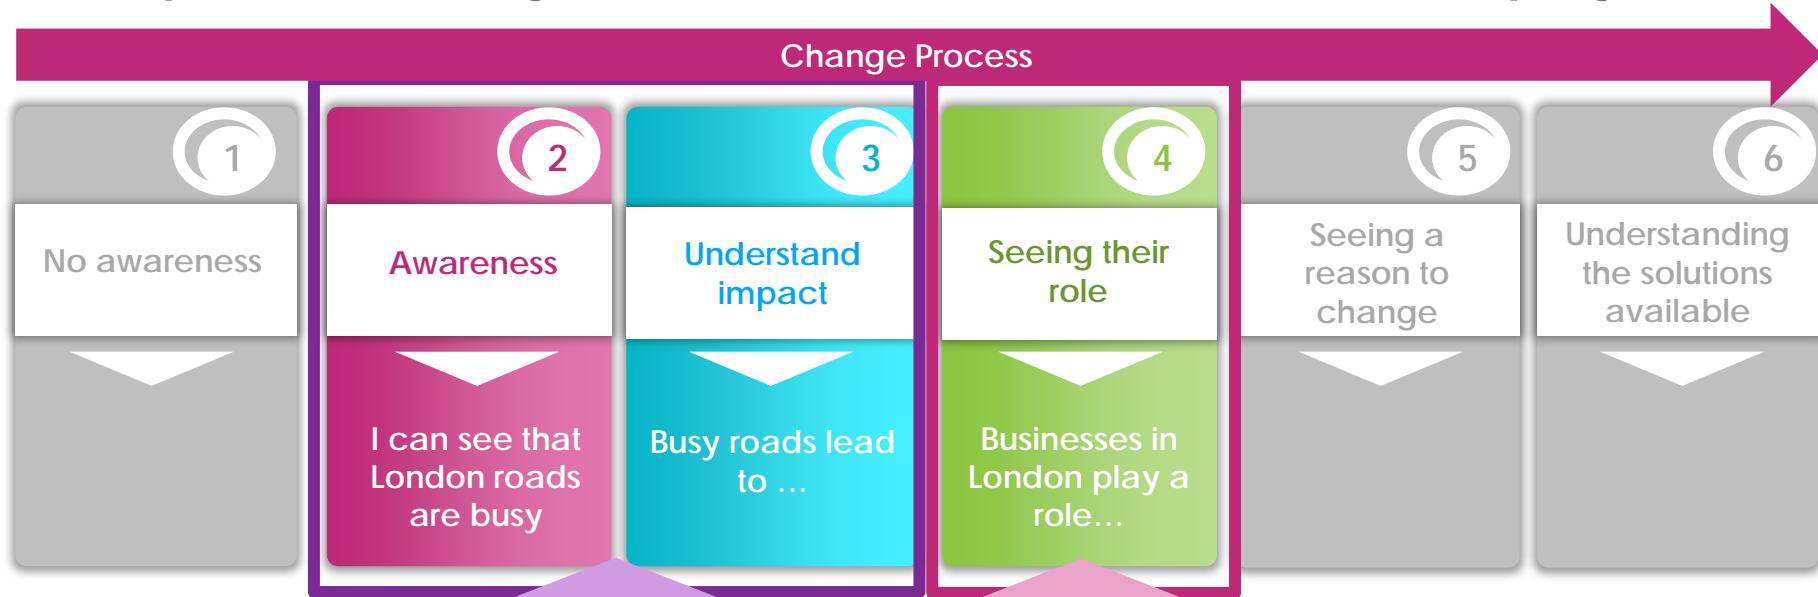 Change Process
1
No awareness
2
Awareness
I can see that
London roads
are busy
3
Understand
impact
Busy roads lead
to …
4
Seeing their
role
Businesses in
London play a
role…
5
Seeing a
reason to
change
6
Understanding
the solutions
available